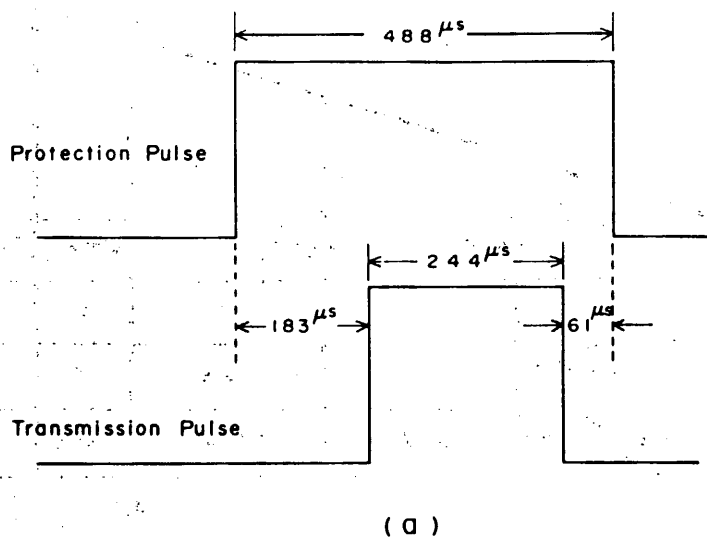 488 μs
Protection Pulse
244 μs
183 μs
61 μs
Transmission Pulse
(a)